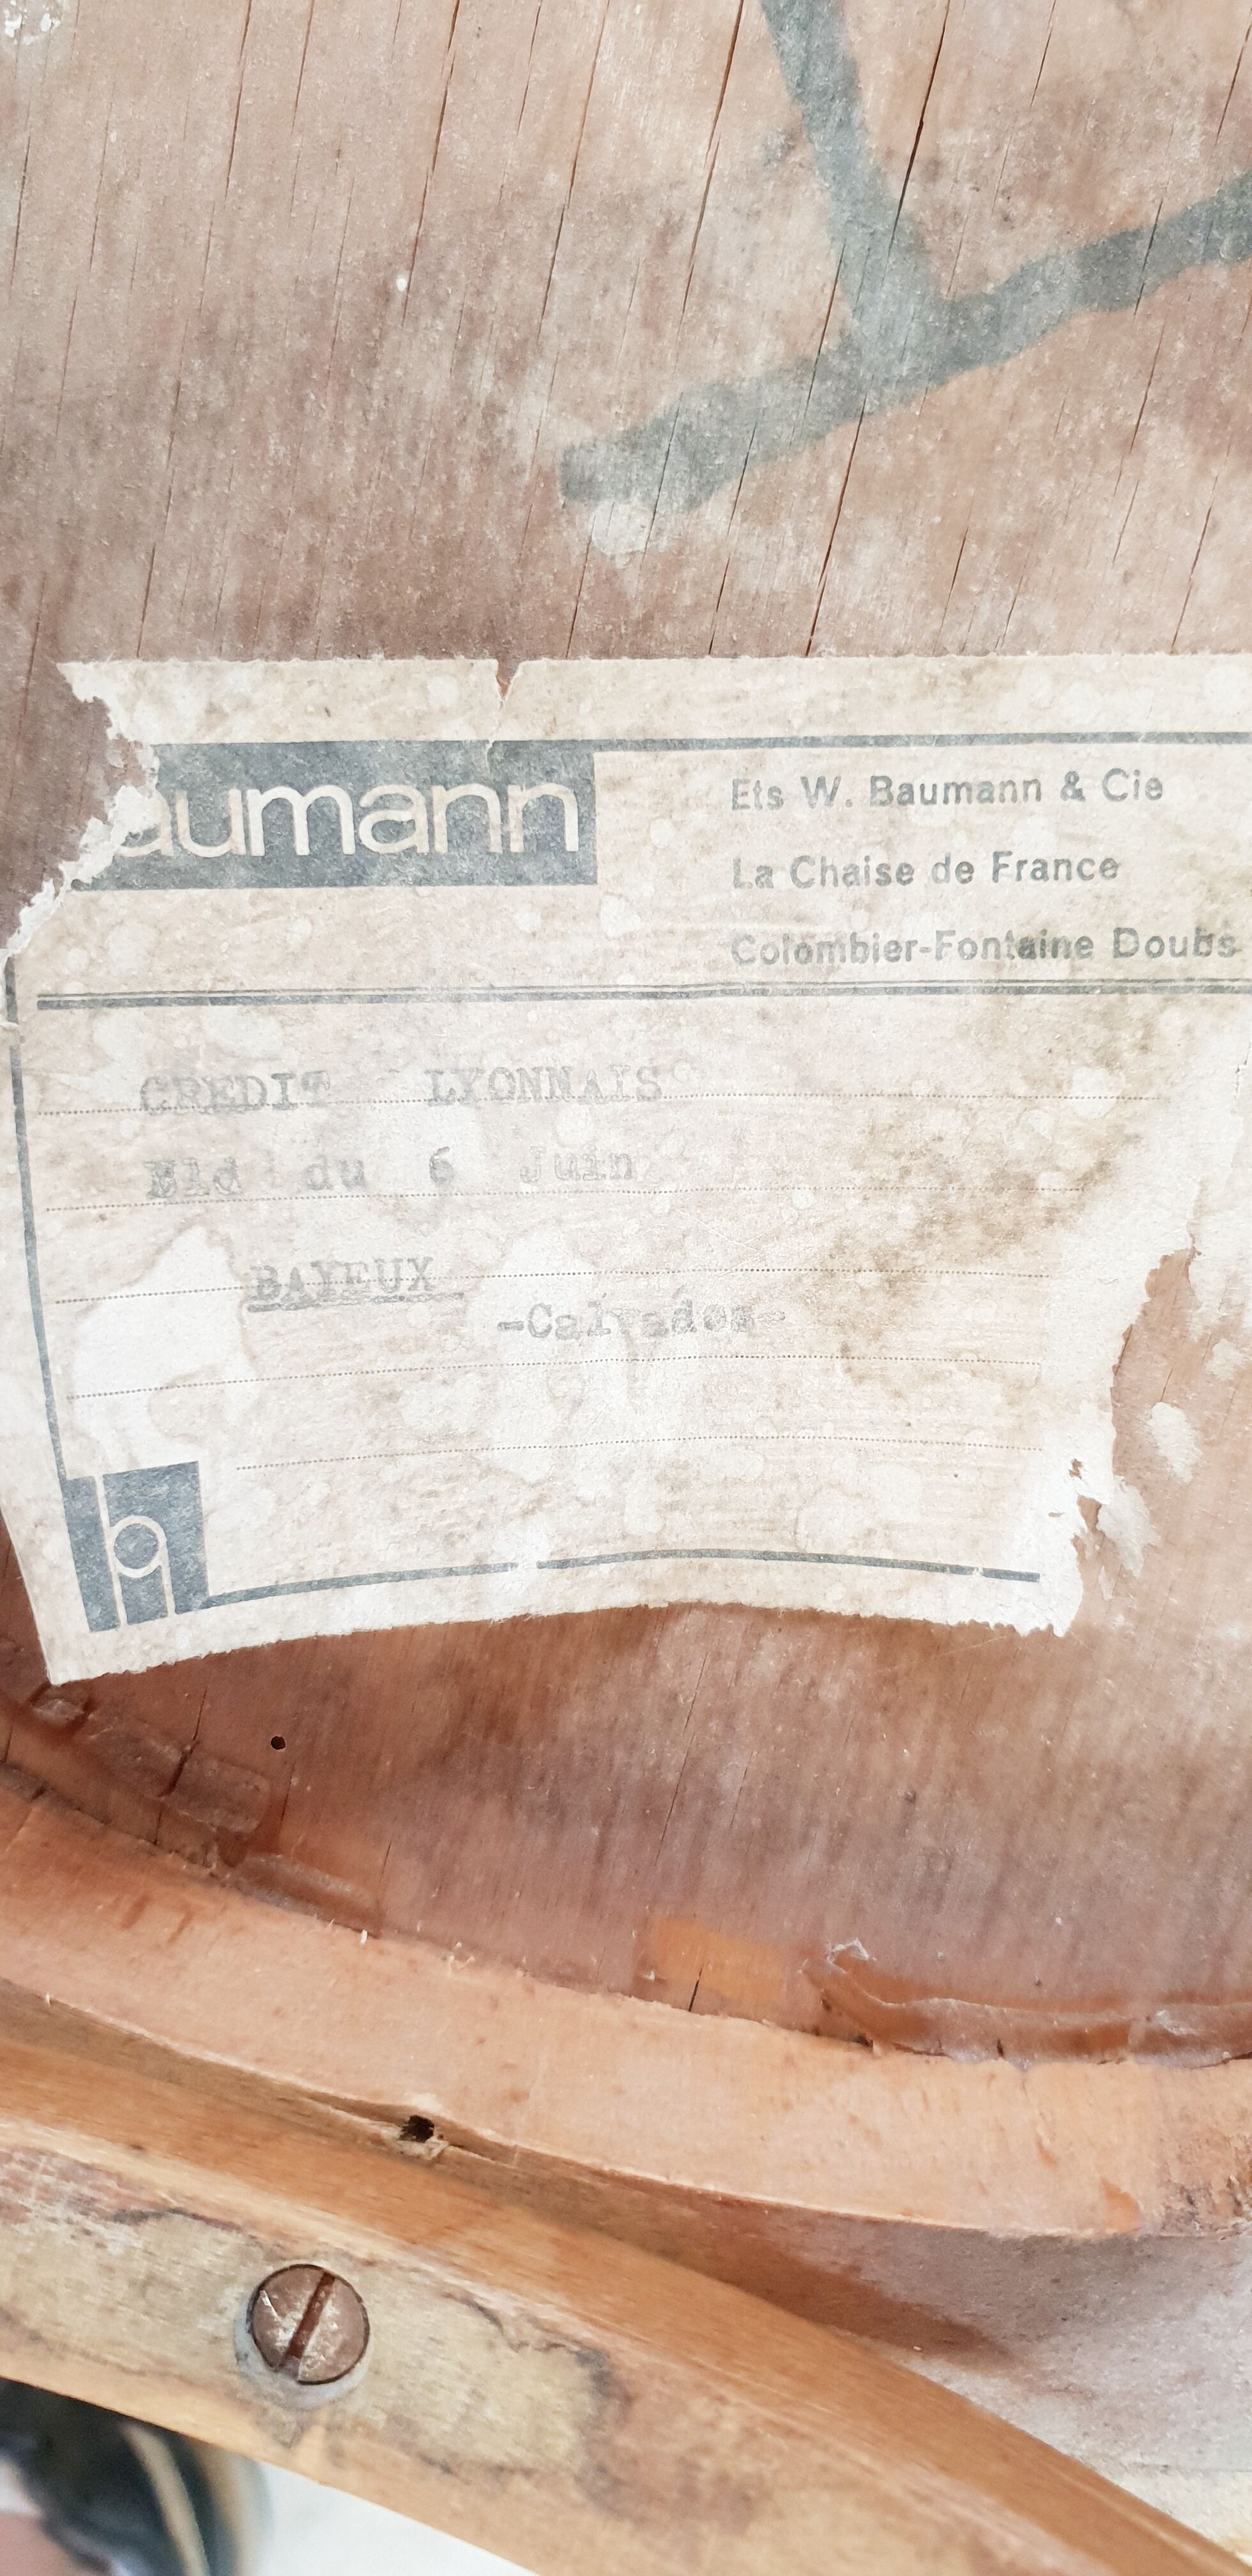 aumann
Ets W. Baumann & Cie
La Chaise de France
Colombier-Fontaine Doubs
CREDIT LYONNAIS
Bld du 6 Juin
BAYEUX
-Calvados-